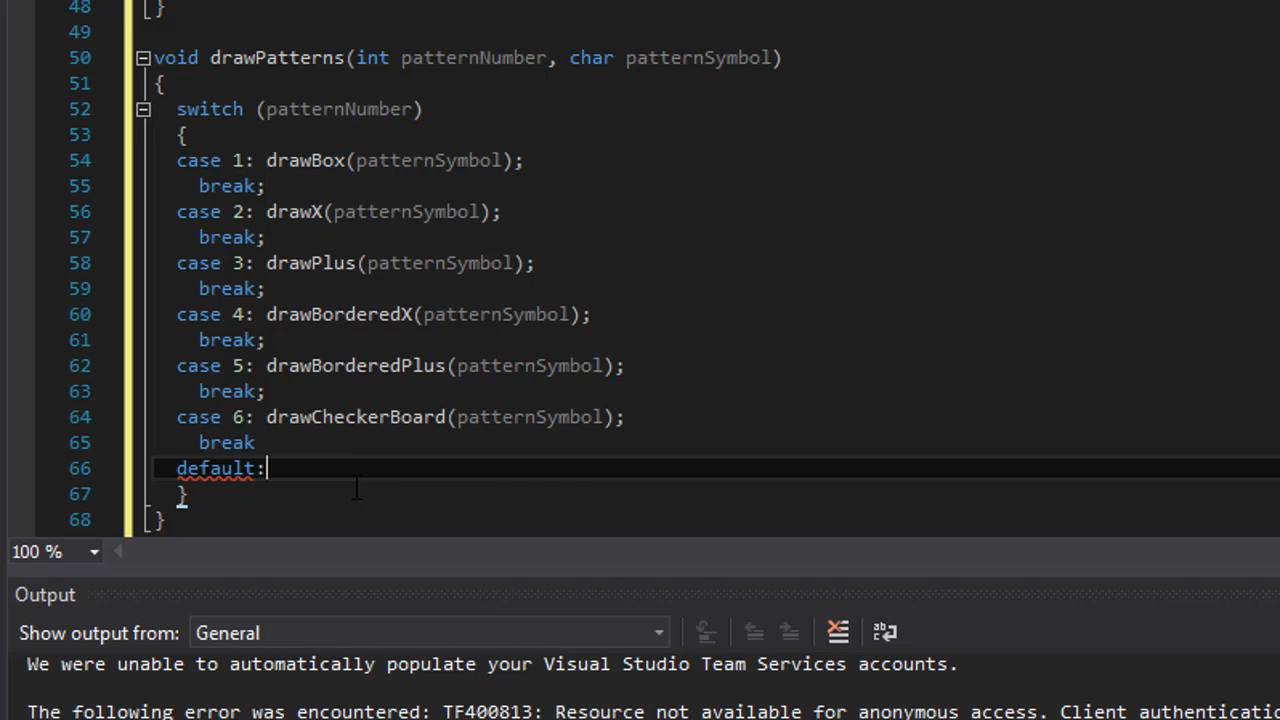 48 }
49
50 void drawPatterns(int patternNumber, char patternSymbol)
51 {
52 switch (patternNumber)
53 {
54 case 1: drawBox(patternSymbol);
55 break;
56 case 2: drawX(patternSymbol);
57 break;
58 case 3: drawPlus(patternSymbol);
59 break;
60 case 4: drawBorderedX(patternSymbol);
61 break;
62 case 5: drawBorderedPlus(patternSymbol);
63 break;
64 case 6: drawCheckerBoard(patternSymbol);
65 break
66 default:
67 }
68 }
100 %
Output
Show output from: General
We were unable to automatically populate your Visual Studio Team Services accounts.
The following error was encountered: TF400813: Resource not available for anonymous access. Client